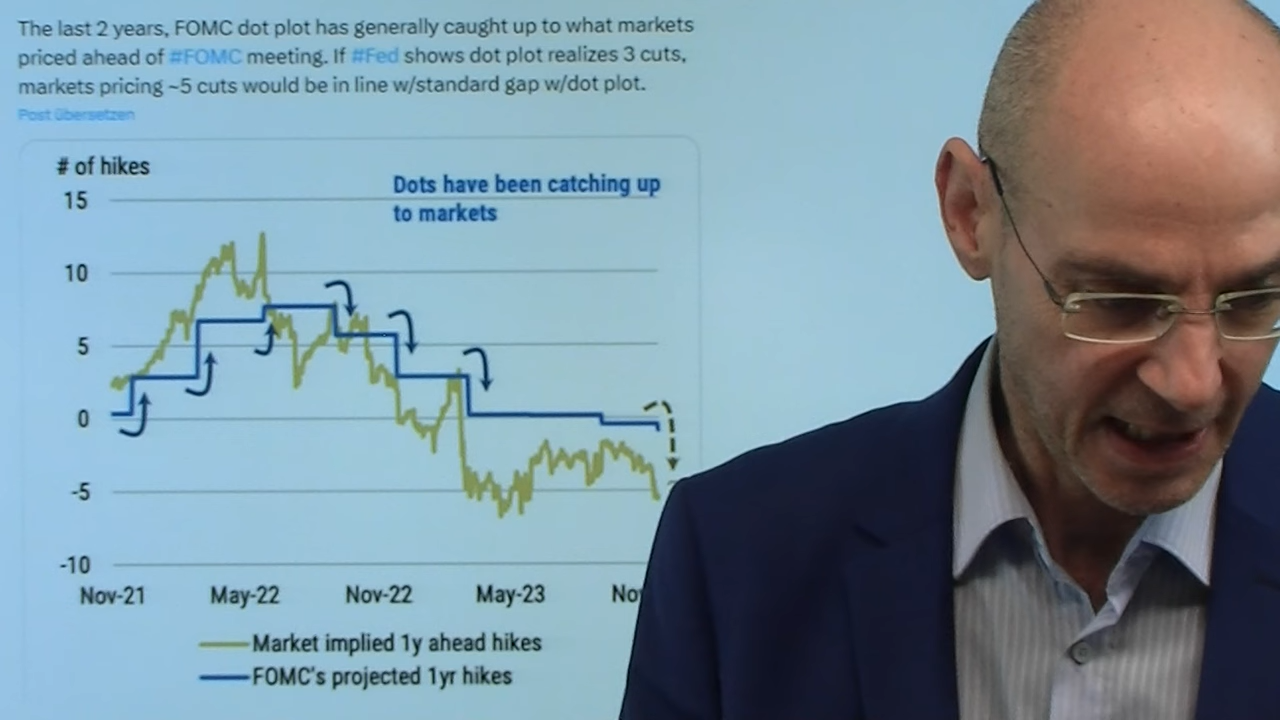 The last 2 years, FOMC dot plot has generally caught up to what markets
priced ahead of #FOMC meeting. If #Fed shows dot plot realizes 3 cuts,
markets pricing ~5 cuts would be in line w/standard gap w/dot plot.
Post übersetzen
# of hikes
Dots have been catching up
to markets
15
10
5
0
-5
-10
Nov-21 May-22 Nov-22 May-23
Market implied 1y ahead hikes
FOMC's projected 1yr hikes